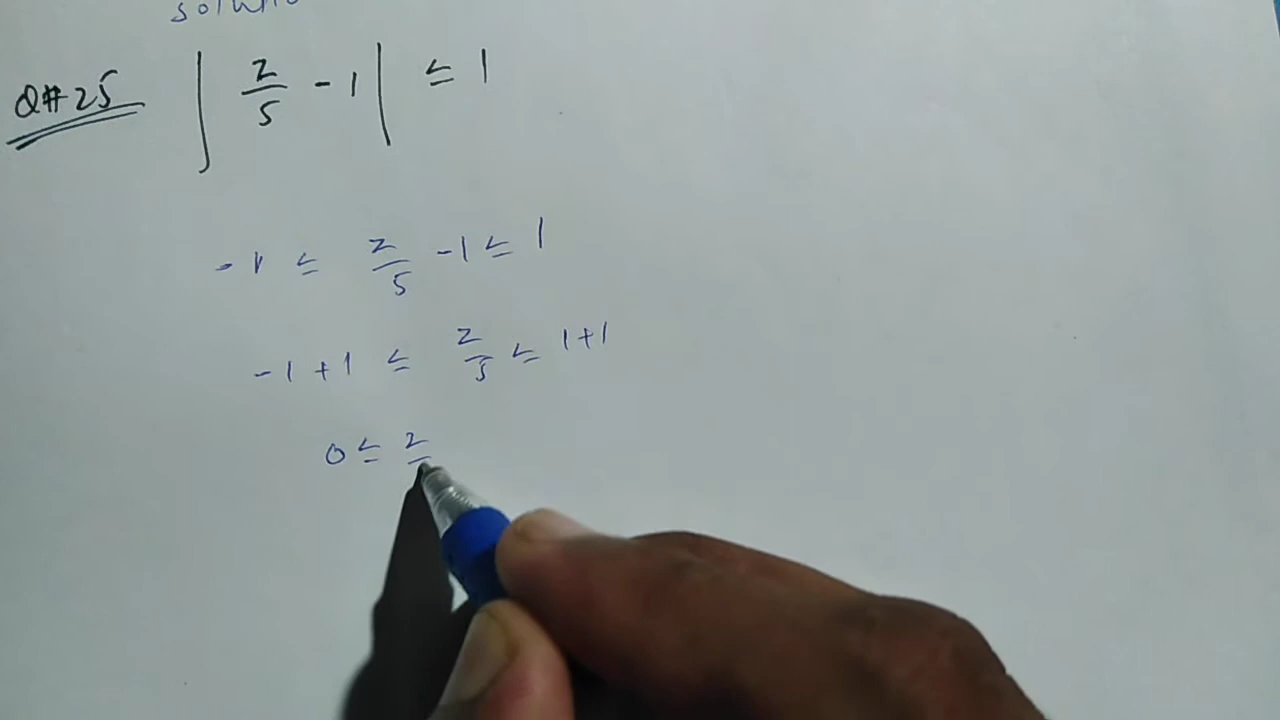 Q#25 | z/5 - 1 | ≤ 1
-1 ≤ z/5 -1 ≤ 1
-1 + 1 ≤ z/5 ≤ 1+1
0 ≤ z